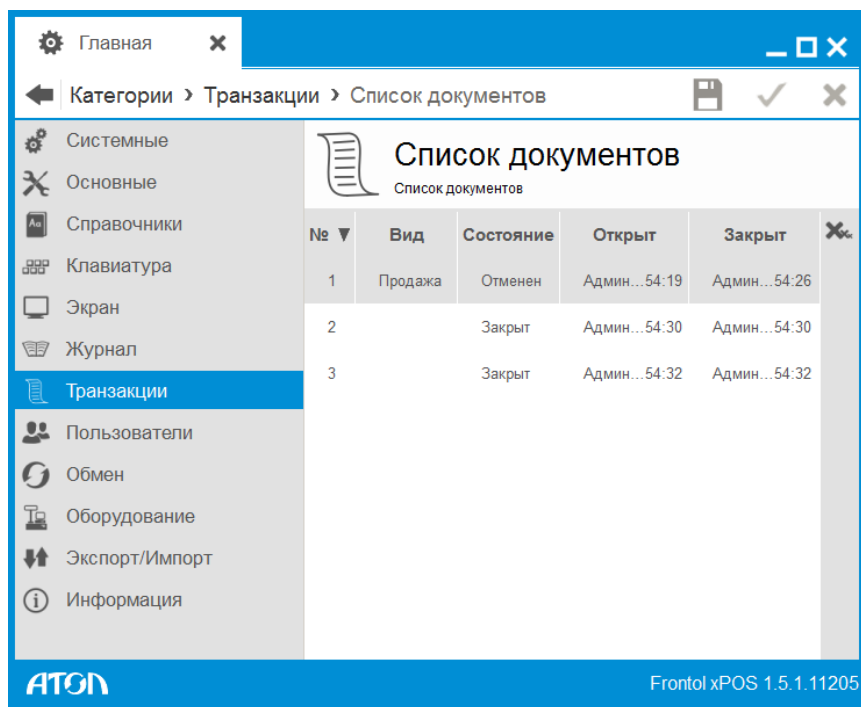 Главная
Категории › Транзакции › Список документов
Системные
Основные
Справочники
Клавиатура
Экран
Журнал
Транзакции
Пользователи
Обмен
Оборудование
Экспорт/Импорт
Информация
Список документов
Список документов
№ ▼ Вид Состояние Открыт Закрыт
1 Продажа Отменен Админ...54:19 Админ...54:26
2 Закрыт Админ...54:30 Админ...54:30
3 Закрыт Админ...54:32 Админ...54:32
АТОЛ Frontol xPOS 1.5.1.11205